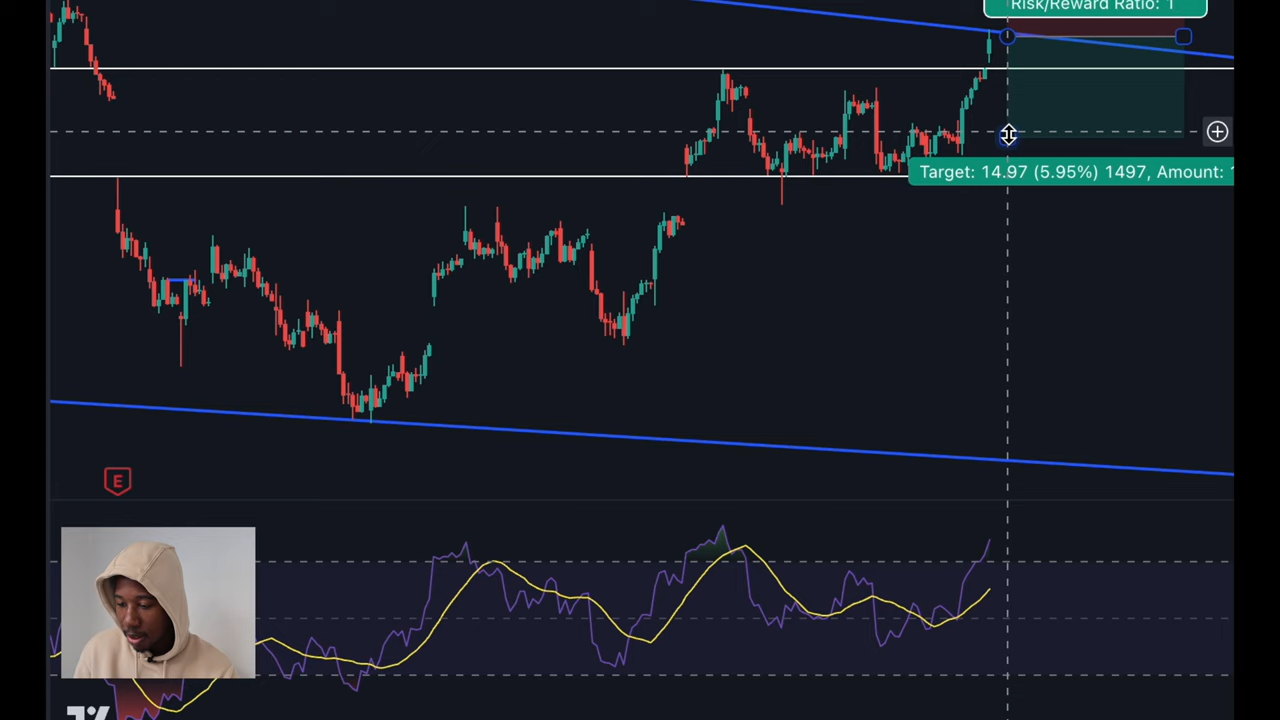 Risk/Reward Ratio: 1
Target: 14.97 (5.95%) 1497, Amount:
E